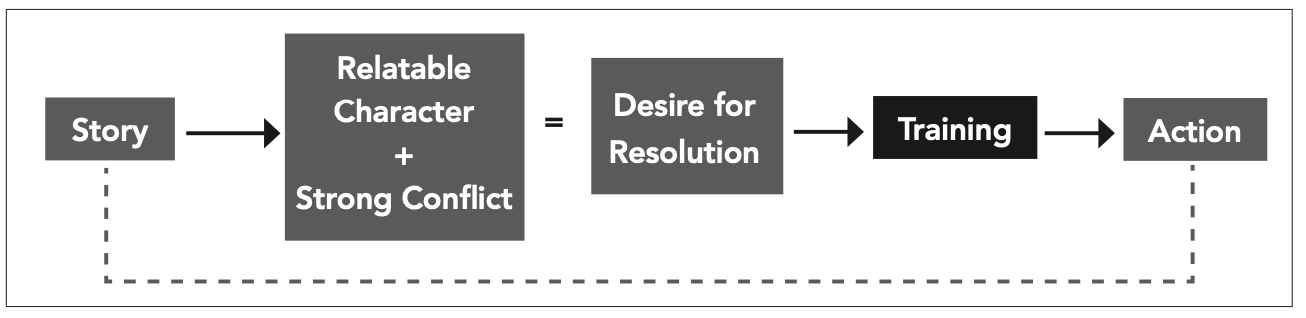 Story
Relatable
Character
+
Strong Conflict
=
Desire for
Resolution
Training
Action